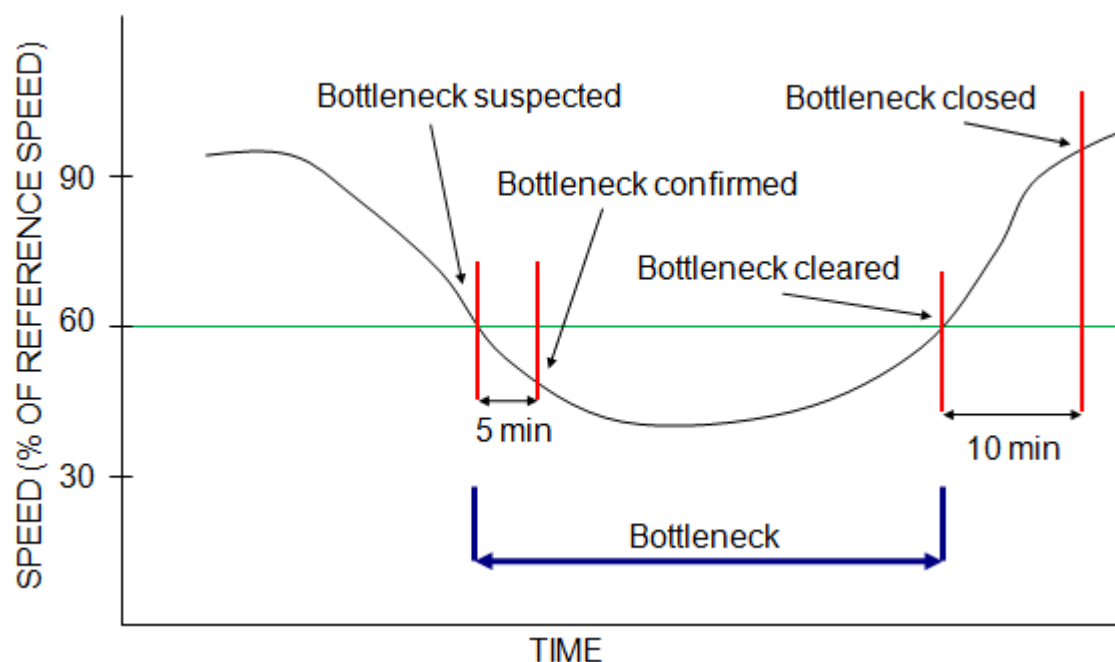 SPEED (% OF REFERENCE SPEED)
90
60
30
Bottleneck suspected
Bottleneck closed
Bottleneck confirmed
Bottleneck cleared
5 min
10 min
Bottleneck
TIME